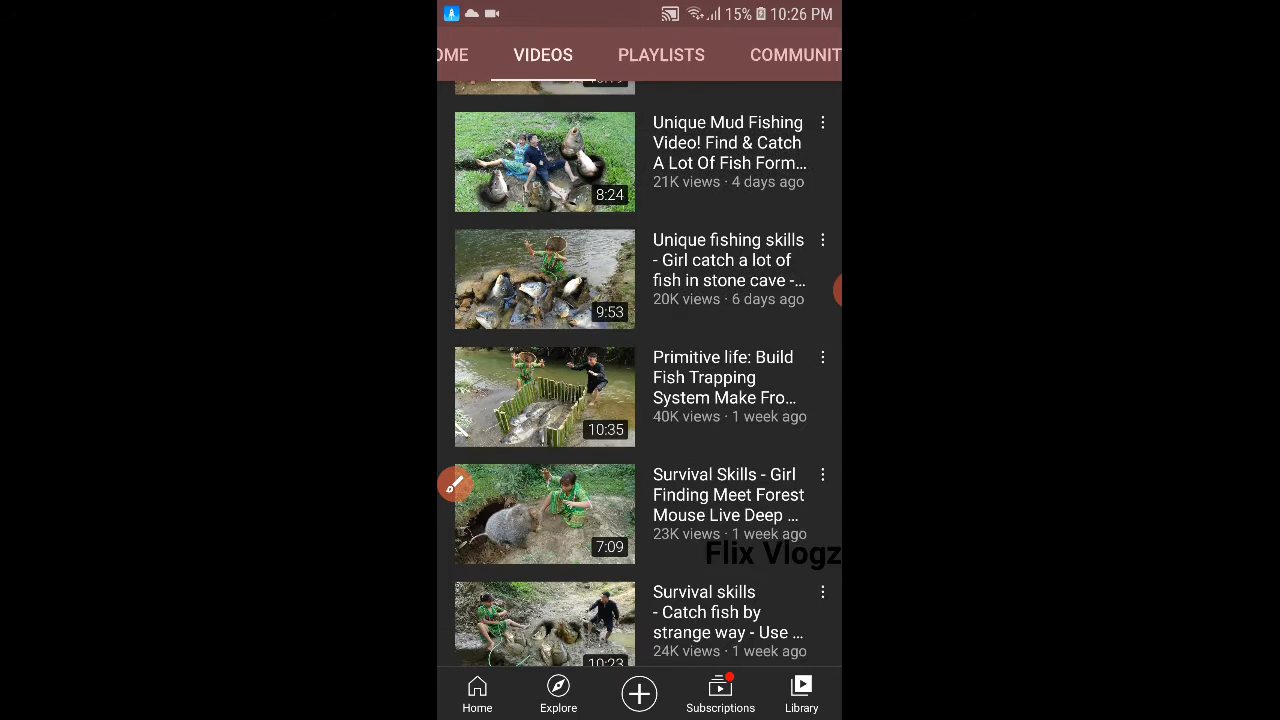 15% 10:26 PM
OME VIDEOS PLAYLISTS COMMUNIT
Unique Mud Fishing
Video! Find & Catch
A Lot Of Fish Form...
21K views · 4 days ago
8:24
Unique fishing skills
- Girl catch a lot of
fish in stone cave -...
20K views · 6 days ago
9:53
Primitive life: Build
Fish Trapping
System Make Fro...
40K views · 1 week ago
10:35
Survival Skills - Girl
Finding Meet Forest
Mouse Live Deep ...
23K views · 1 week ago
7:09
Flix Vlogz
Survival skills
- Catch fish by
strange way - Use ...
24K views · 1 week ago
10:23
Home Explore Subscriptions Library